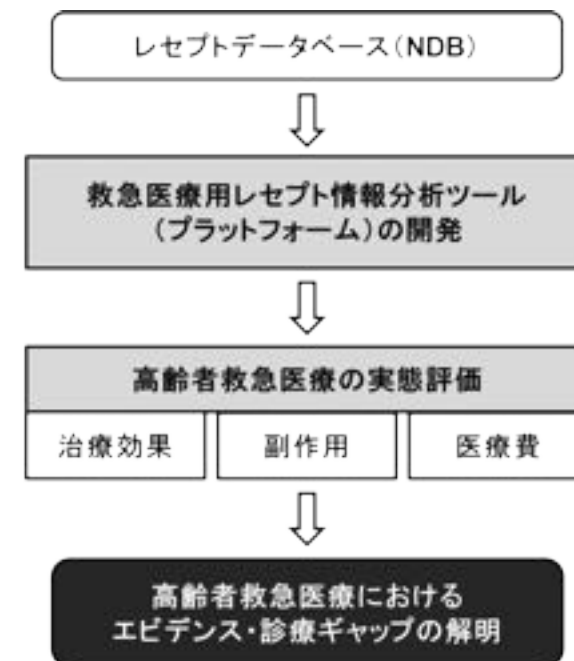 レセプトデータベース（NDB）
救急医療用レセプト情報分析ツール
（プラットフォーム）の開発
高齢者救急医療の実態評価
治療効果
副作用
医療費
高齢者救急医療における
エビデンス・診療ギャップの解明